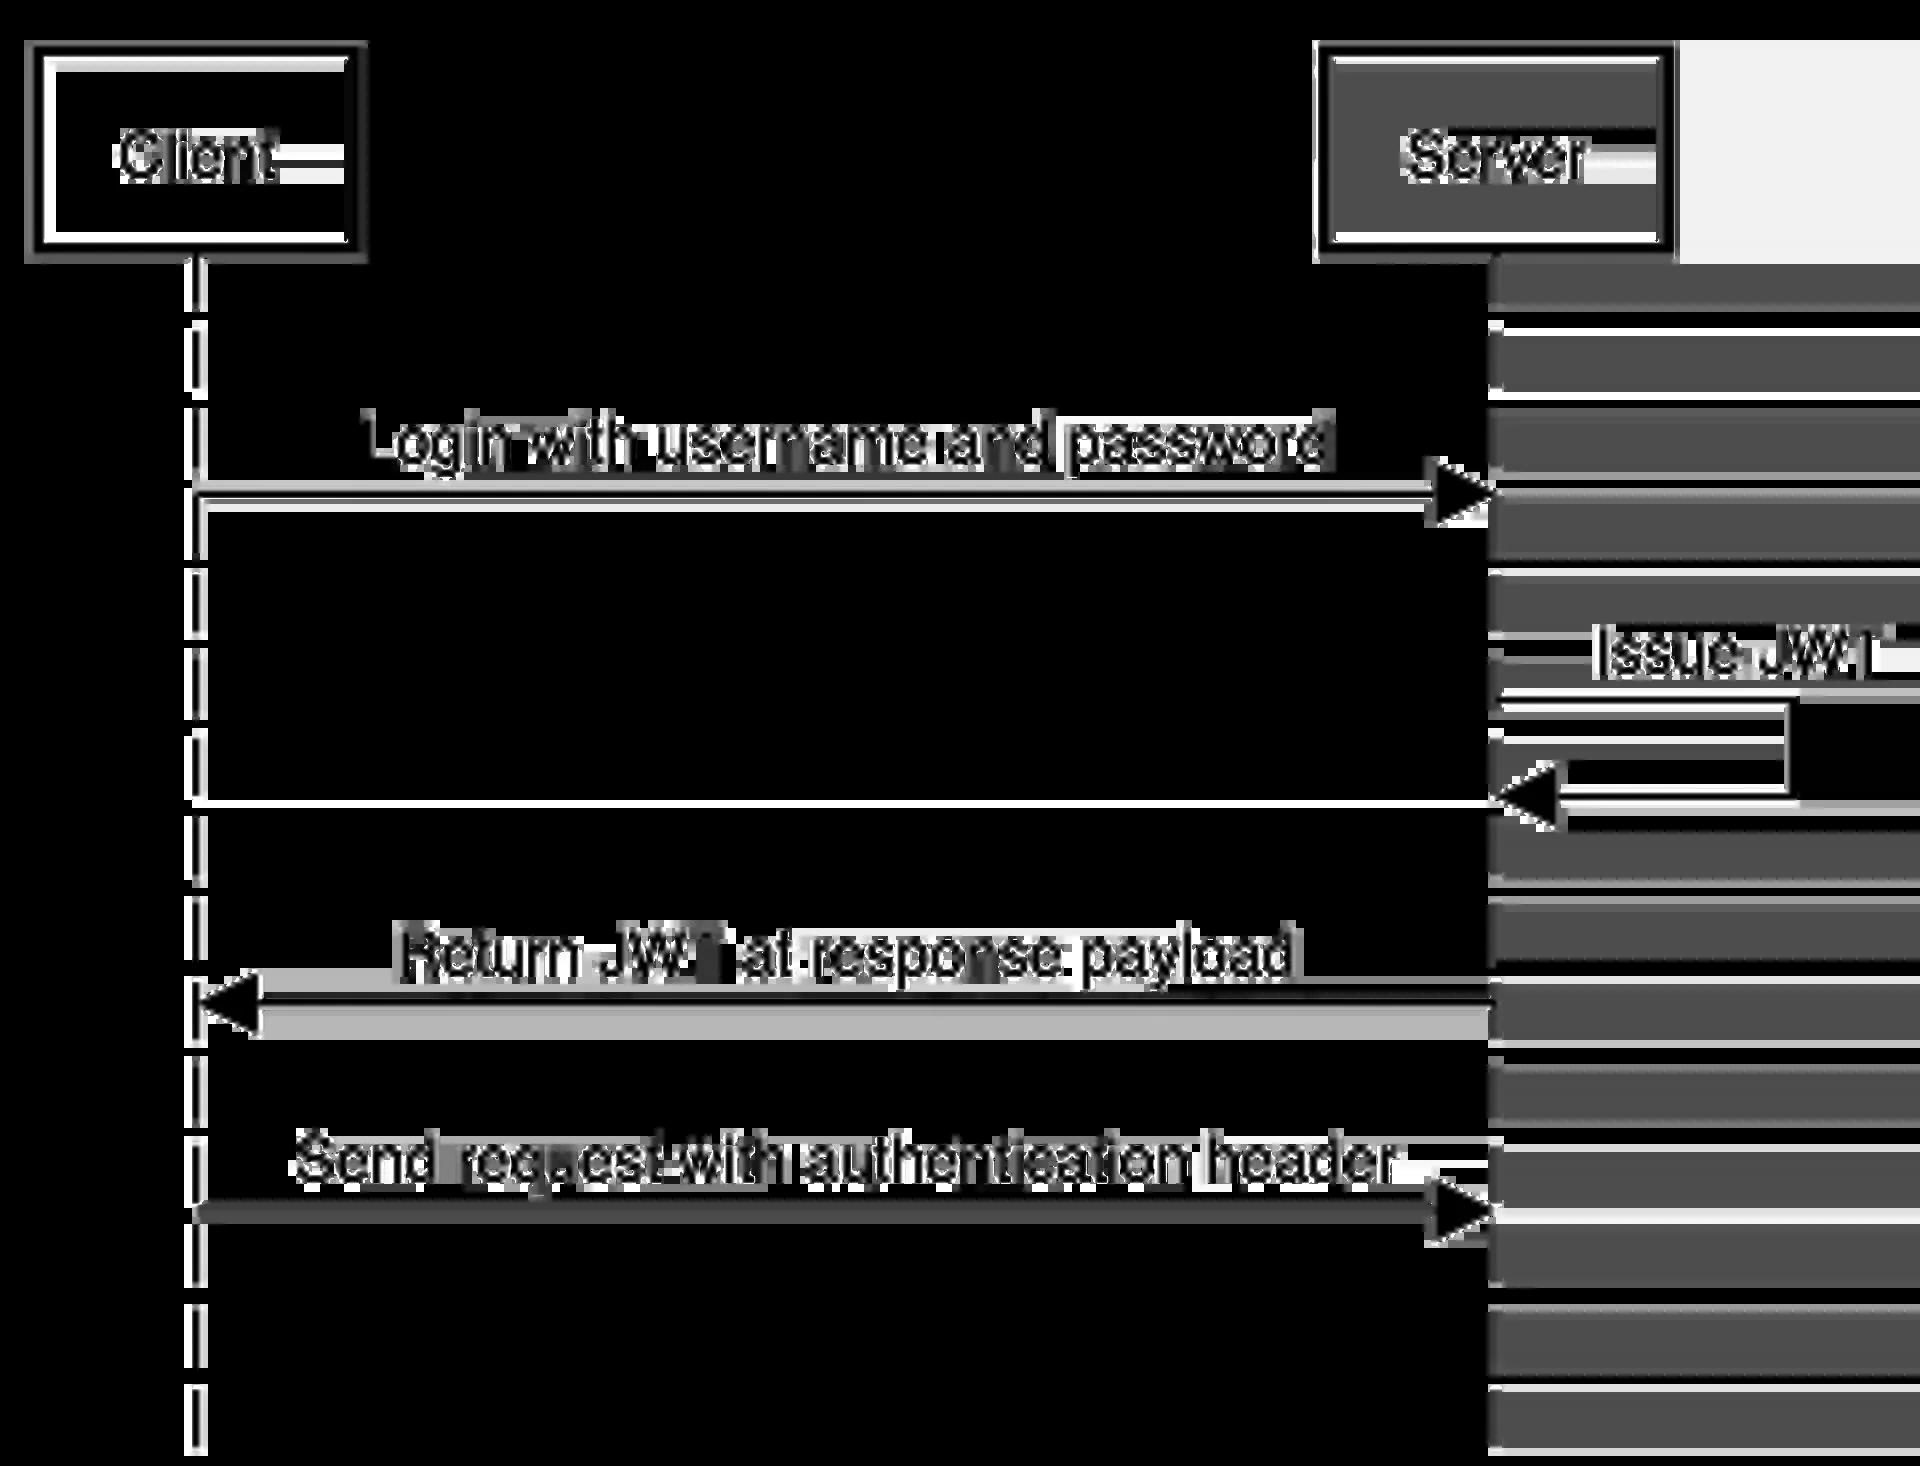 Client
Server
Login with username and password
Issue JWT
Return JWT at response payload
Send request with authentication header